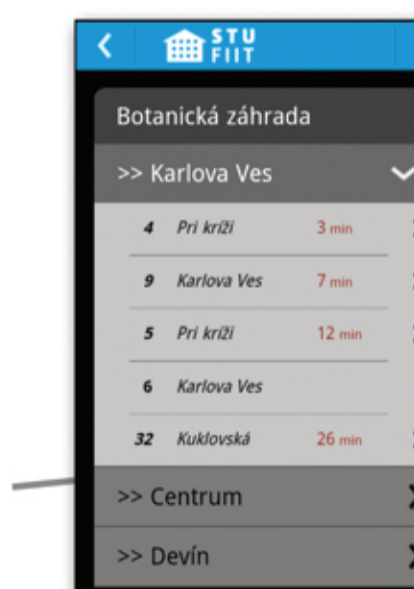 STU
FIIT
Botanická záhrada
>> Karlova Ves
4 Pri kríži 3 min
9 Karlova Ves 7 min
5 Pri kríži 12 min
6 Karlova Ves
32 Kuklovská 26 min
>> Centrum
>> Devín